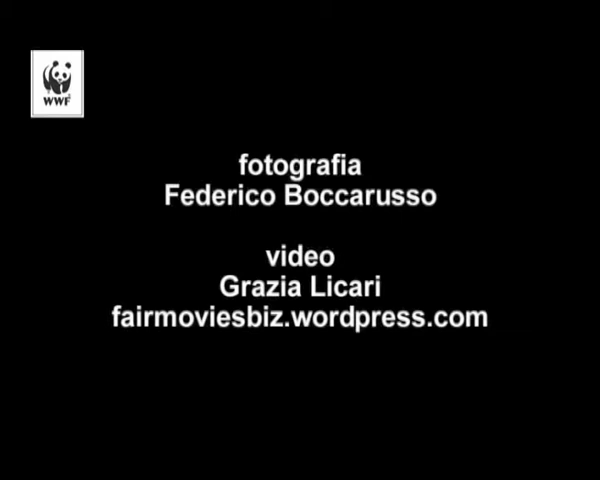 WWF
fotografia
Federico Boccarusso
video
Grazia Licari
fairmoviesbiz.wordpress.com